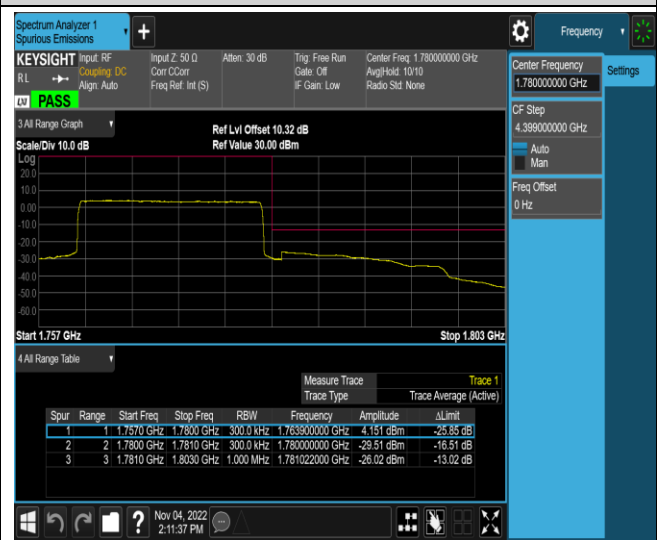 Spectrum Analyzer 1
Spurious Emissions
Frequency
KEYSIGHT
RL
Input: RF
Coupling: DC
Align: Auto
Input Z: 50 Ω
Corr CCorr
Freq Ref: Int (S)
Atten: 30 dB
Trig: Free Run
Gate: Off
IF Gain: Low
Center Freq: 1.780000000 GHz
Avg|Hold: 10/10
Radio Std: None
LVI PASS
3 All Range Graph
Scale/Div 10.0 dB
Ref Lvl Offset 10.32 dB
Ref Value 30.00 dBm
Log
20.0
10.0
0.00
-10.0
-20.0
-30.0
-40.0
-50.0
-60.0
Start 1.757 GHz
Stop 1.803 GHz
4 All Range Table
Measure Trace Trace 1
Trace Type Trace Average (Active)
Spur Range Start Freq Stop Freq RBW Frequency Amplitude ΔLimit
1 1 1.7570 GHz 1.7800 GHz 300.0 kHz 1.763900000 GHz 4.151 dBm -25.85 dB
2 2 1.7800 GHz 1.7810 GHz 300.0 kHz 1.780000000 GHz -29.51 dBm -16.51 dB
3 3 1.7810 GHz 1.8030 GHz 1.000 MHz 1.781022000 GHz -26.02 dBm -13.02 dB
Nov 04, 2022
2:11:37 PM
Center Frequency
1.780000000 GHz
Settings
CF Step
4.399000000 GHz
Auto
Man
Freq Offset
0 Hz